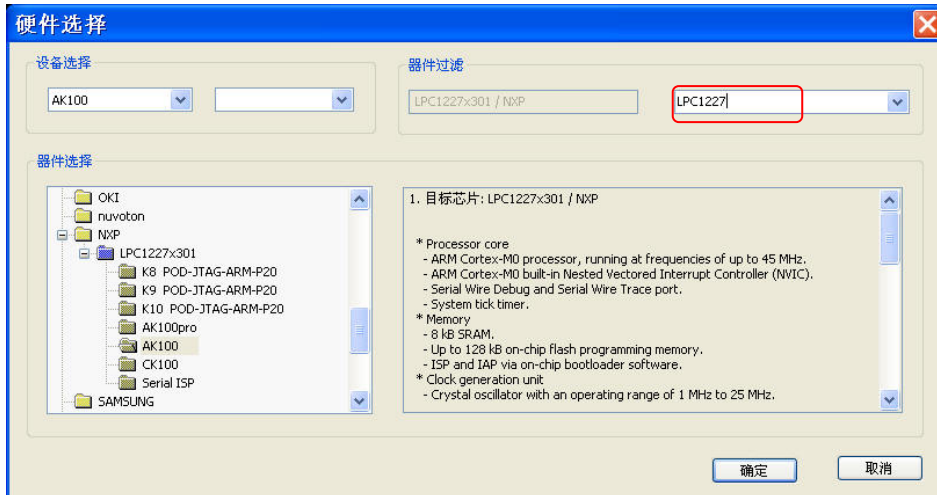 硬件选择
设备选择
器件过滤
AK100
LPC1227x301 / NXP
LPC1227
器件选择
OKI
nuvoton
NXP
LPC1227x301
K8 POD-JTAG-ARM-P20
K9 POD-JTAG-ARM-P20
K10 POD-JTAG-ARM-P20
AK100pro
AK100
CK100
Serial ISP
SAMSUNG
1. 目标芯片: LPC1227x301 / NXP
* Processor core
- ARM Cortex-M0 processor, running at frequencies of up to 45 MHz.
- ARM Cortex-M0 built-in Nested Vectored Interrupt Controller (NVIC).
- Serial Wire Debug and Serial Wire Trace port.
- System tick timer.
* Memory
- 8 kB SRAM.
- Up to 128 kB on-chip flash programming memory.
- ISP and IAP via on-chip bootloader software.
* Clock generation unit
- Crystal oscillator with an operating range of 1 MHz to 25 MHz.
确定
取消